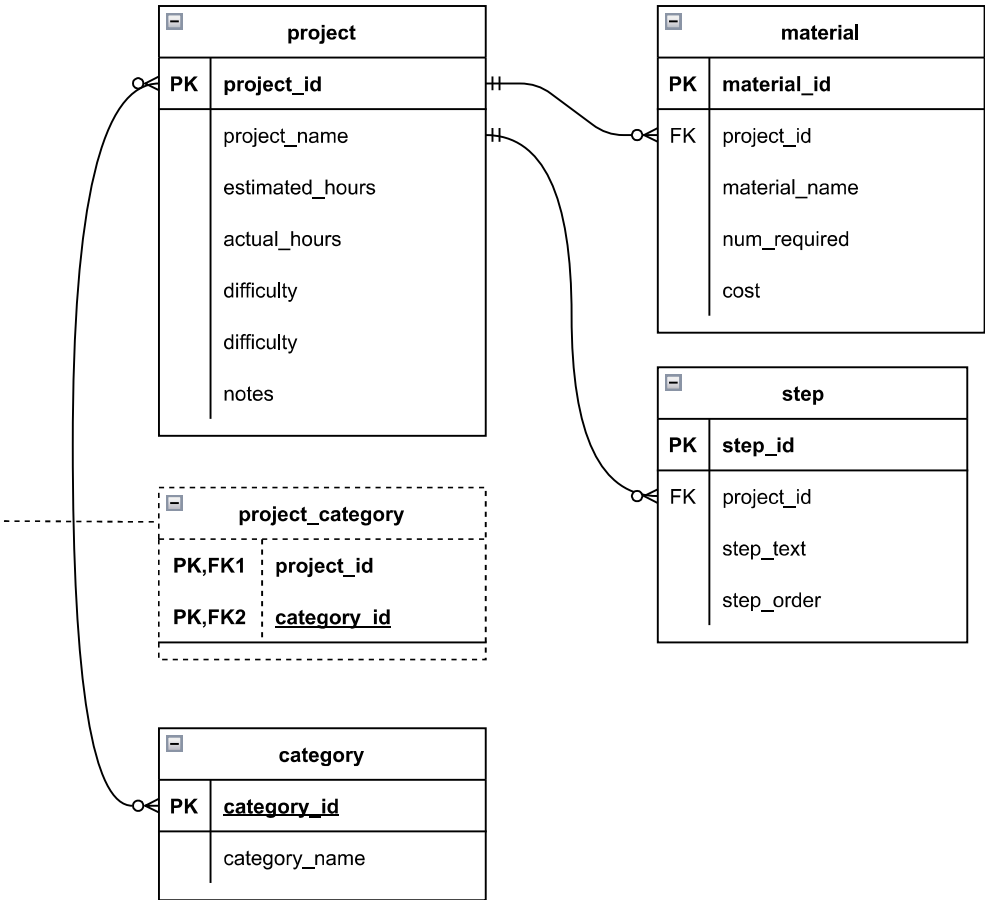 project
PK project_id
project_name
estimated_hours
actual_hours
difficulty
difficulty
notes
material
PK material_id
FK project_id
material_name
num_required
cost
step
PK step_id
FK project_id
step_text
step_order
project_category
PK,FK1 project_id
PK,FK2 category_id
category
PK category_id
category_name